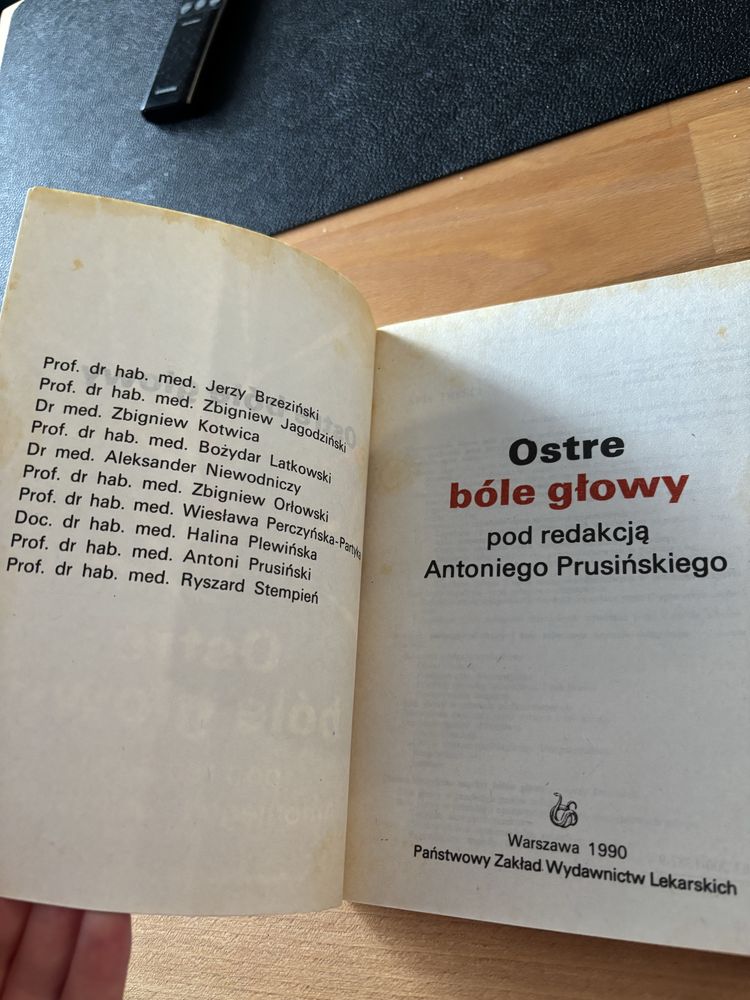 Prof. dr hab. med. Jerzy Brzeziński
Prof. dr hab. med. Zbigniew Jagodziński
Dr med. Zbigniew Kotwica
Prof. dr hab. med. Bożydar Latkowski
Dr med. Aleksander Niewodniczy
Prof. dr hab. med. Zbigniew Orłowski
Prof. dr hab. med. Wiesława Perczyńska-Partyka
Doc. dr hab. med. Halina Plewińska
Prof. dr hab. med. Antoni Prusiński
Prof. dr hab. med. Ryszard Stempień
Ostre
bóle głowy
pod redakcją
Antoniego Prusińskiego
Warszawa 1990
Państwowy Zakład Wydawnictw Lekarskich